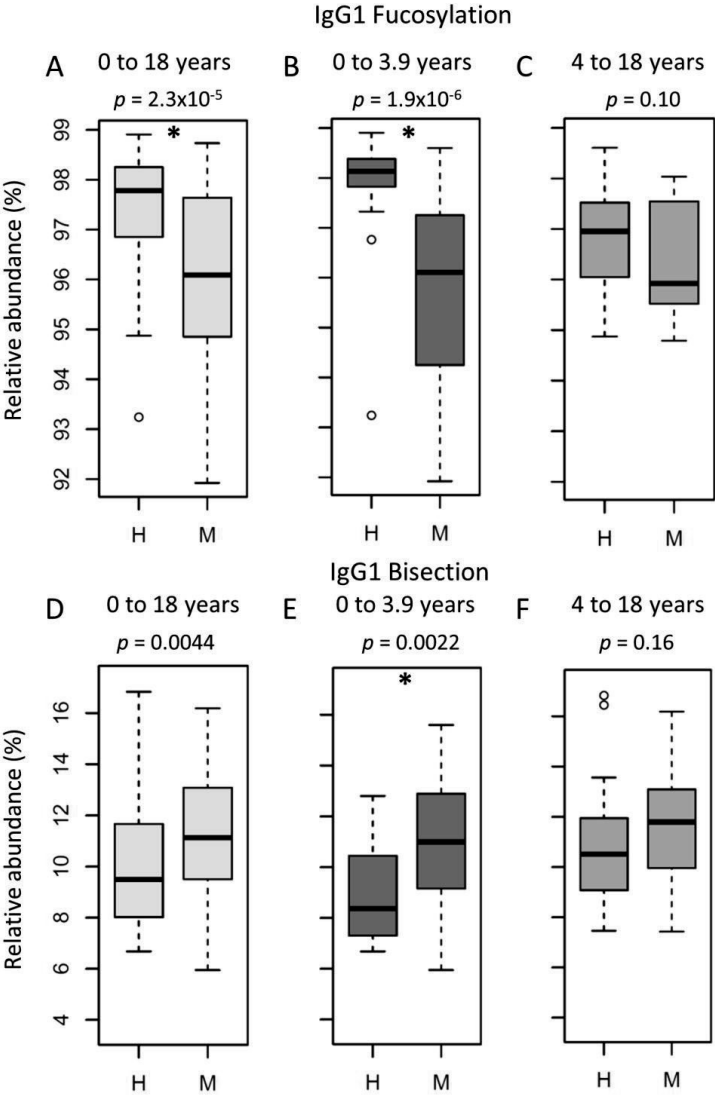 IgG1 Fucosylation
A 0 to 18 years B 0 to 3.9 years C 4 to 18 years
p = 2.3x10-5 p = 1.9x10-6 p = 0.10
* *
Relative abundance (%)
99
98
97
96
95
94
93
92
H M H M H M
IgG1 Bisection
D 0 to 18 years E 0 to 3.9 years F 4 to 18 years
p = 0.0044 p = 0.0022 p = 0.16
*
Relative abundance (%)
16
14
12
10
8
6
4
H M H M H M